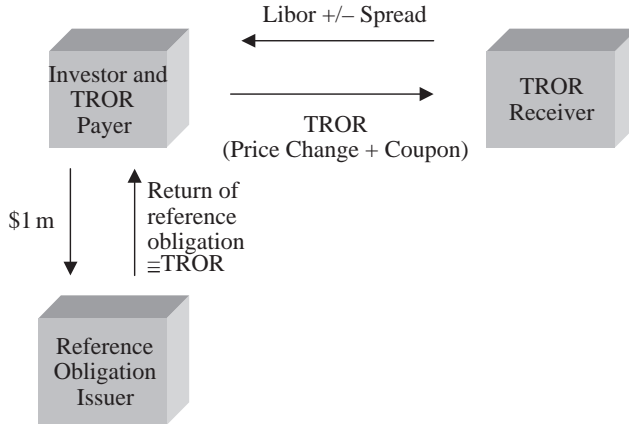 Libor +/– Spread
Investor and
TROR
Payer
TROR
Receiver
TROR
(Price Change + Coupon)
$1 m
Return of
reference
obligation
≡TROR
Reference
Obligation
Issuer